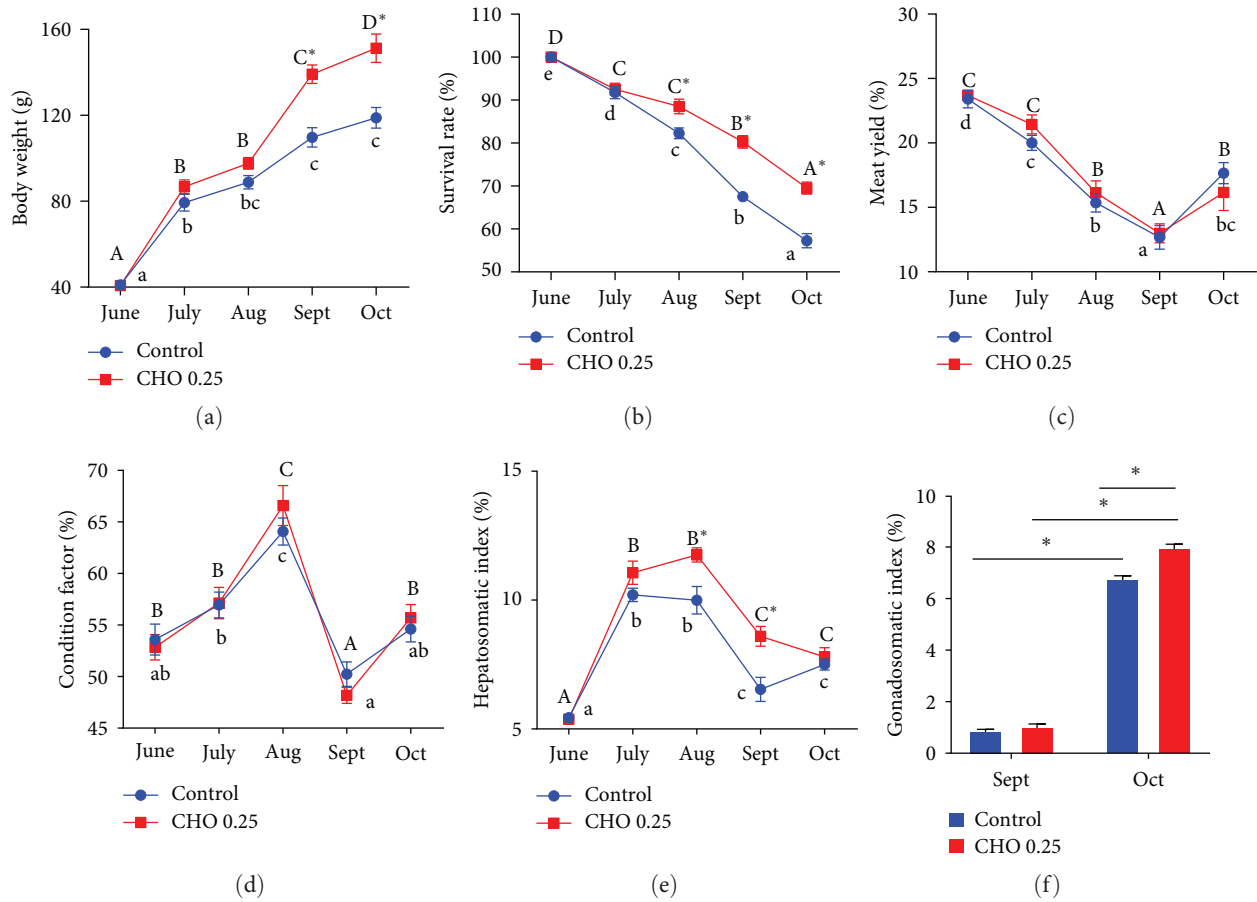 Body weight (g)
160
120
80
40
A
a
B
b
B
bc
C*
c
D*
c
June July Aug Sept Oct
Control
CHO 0.25
(a)
Survival rate (%)
110
100
90
80
70
60
50
D
e
C
d
C*
c
B*
b
A*
a
June July Aug Sept Oct
Control
CHO 0.25
(b)
Meat yield (%)
30
25
20
15
10
C
d
C
c
B
b
A
a
B
bc
June July Aug Sept Oct
Control
CHO 0.25
(c)
Condition factor (%)
70
65
60
55
50
45
B
ab
B
b
C
c
A
a
B
ab
June July Aug Sept Oct
Control
CHO 0.25
(d)
Hepatosomatic index (%)
15
10
5
A
a
B
b
B*
b
C*
c
C
c
June July Aug Sept Oct
Control
CHO 0.25
(e)
Gonadosomatic index (%)
10
8
6
4
2
0
*
*
*
Sept Oct
Control
CHO 0.25
(f)